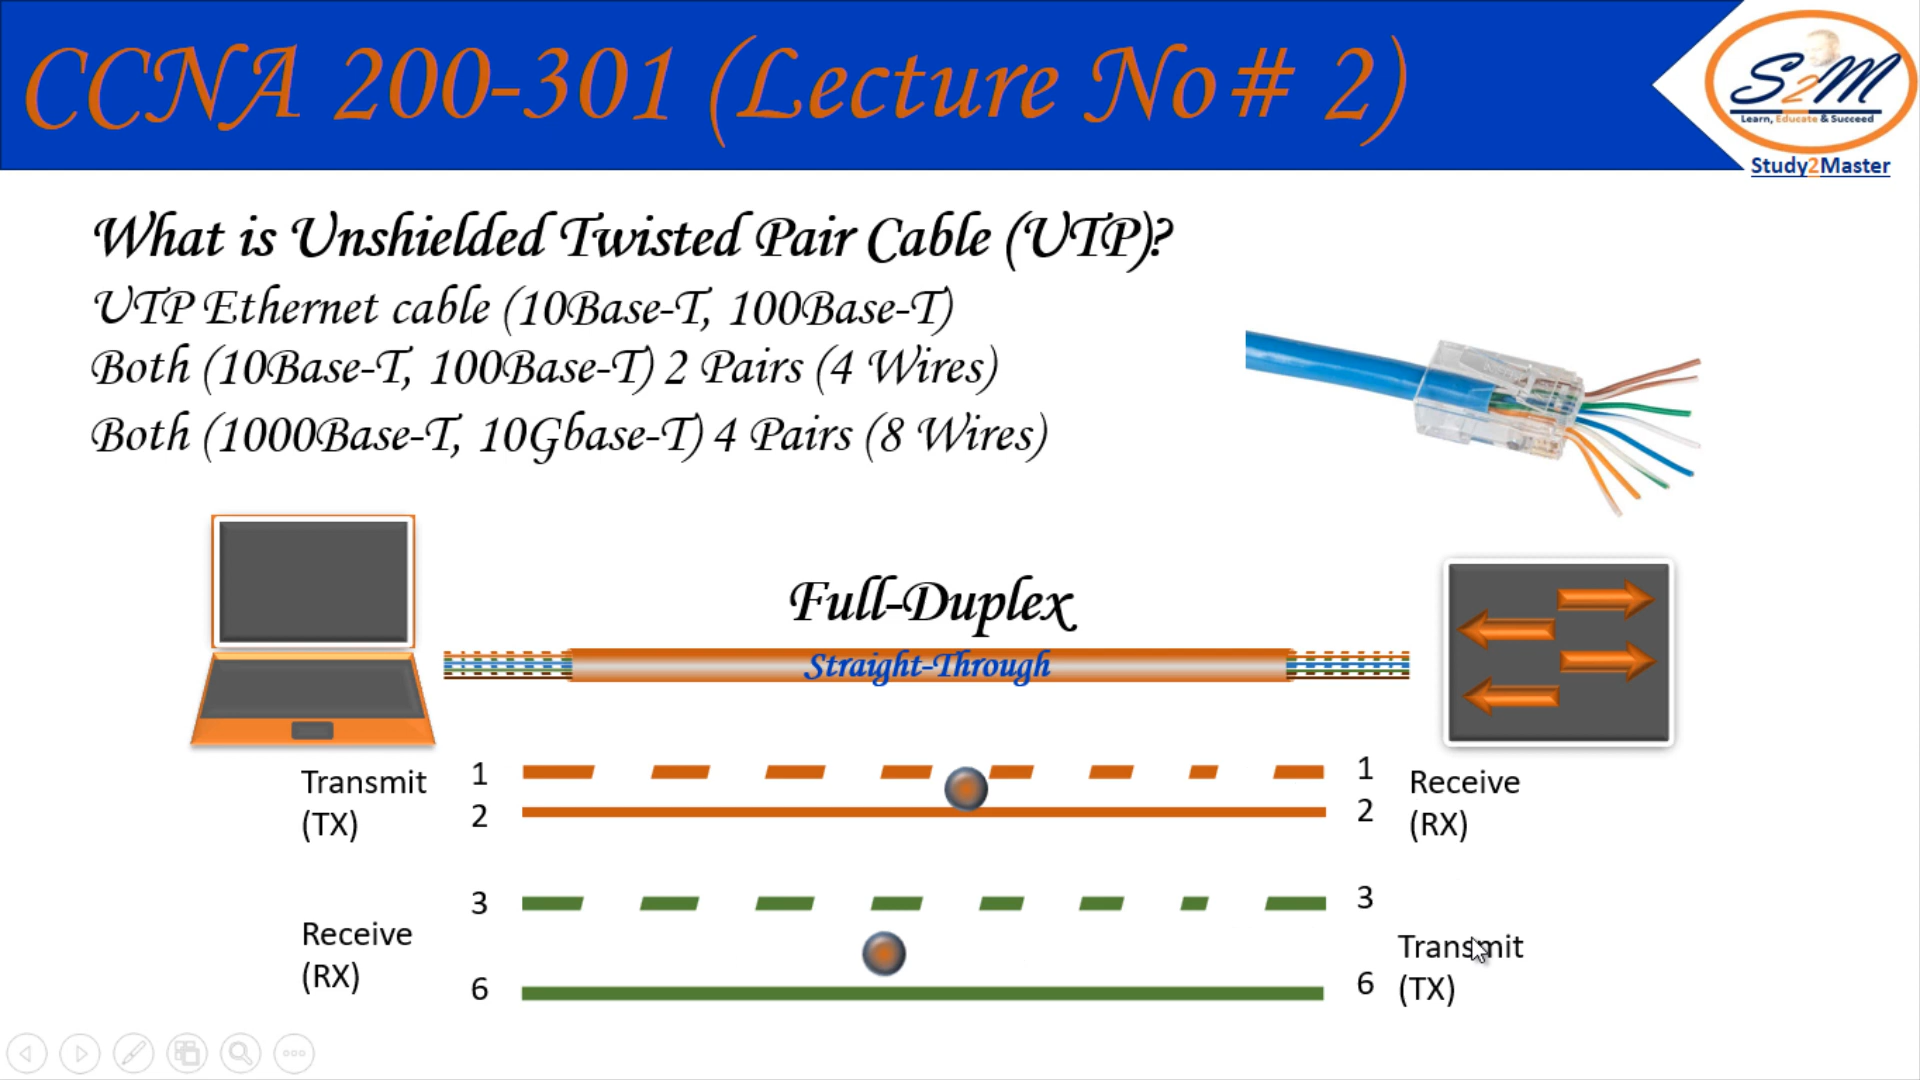 CCNA 200-301 (Lecture No# 2)
S2M
Learn, Educate & Succeed
Study2Master
What is Unshielded Twisted Pair Cable (UTP)?
UTP Ethernet cable (10Base-T, 100Base-T)
Both (10Base-T, 100Base-T) 2 Pairs (4 Wires)
Both (1000Base-T, 10Gbase-T) 4 Pairs (8 Wires)
Full-Duplex
Straight-Through
Transmit
(TX)
1
2
1
2
Receive
(RX)
Receive
(RX)
3
6
3
6
Transmit
(TX)